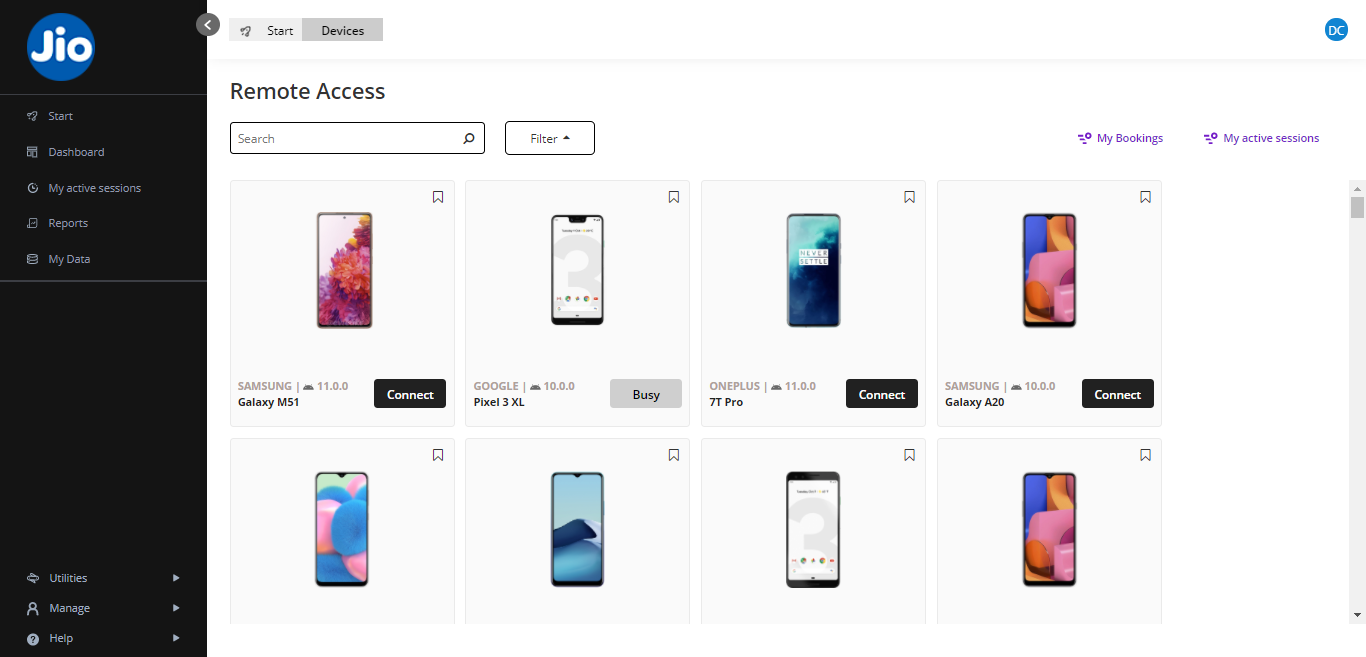 Jio
Start
Devices
DC
Start
Dashboard
My active sessions
Reports
My Data
Utilities
Manage
Help
Remote Access
Search
Filter
My Bookings
My active sessions
NEVER
SETTLE
SAMSUNG | 11.0.0
Galaxy M51
Connect
GOOGLE | 10.0.0
Pixel 3 XL
Busy
ONEPLUS | 11.0.0
7T Pro
Connect
SAMSUNG | 10.0.0
Galaxy A20
Connect
3
3